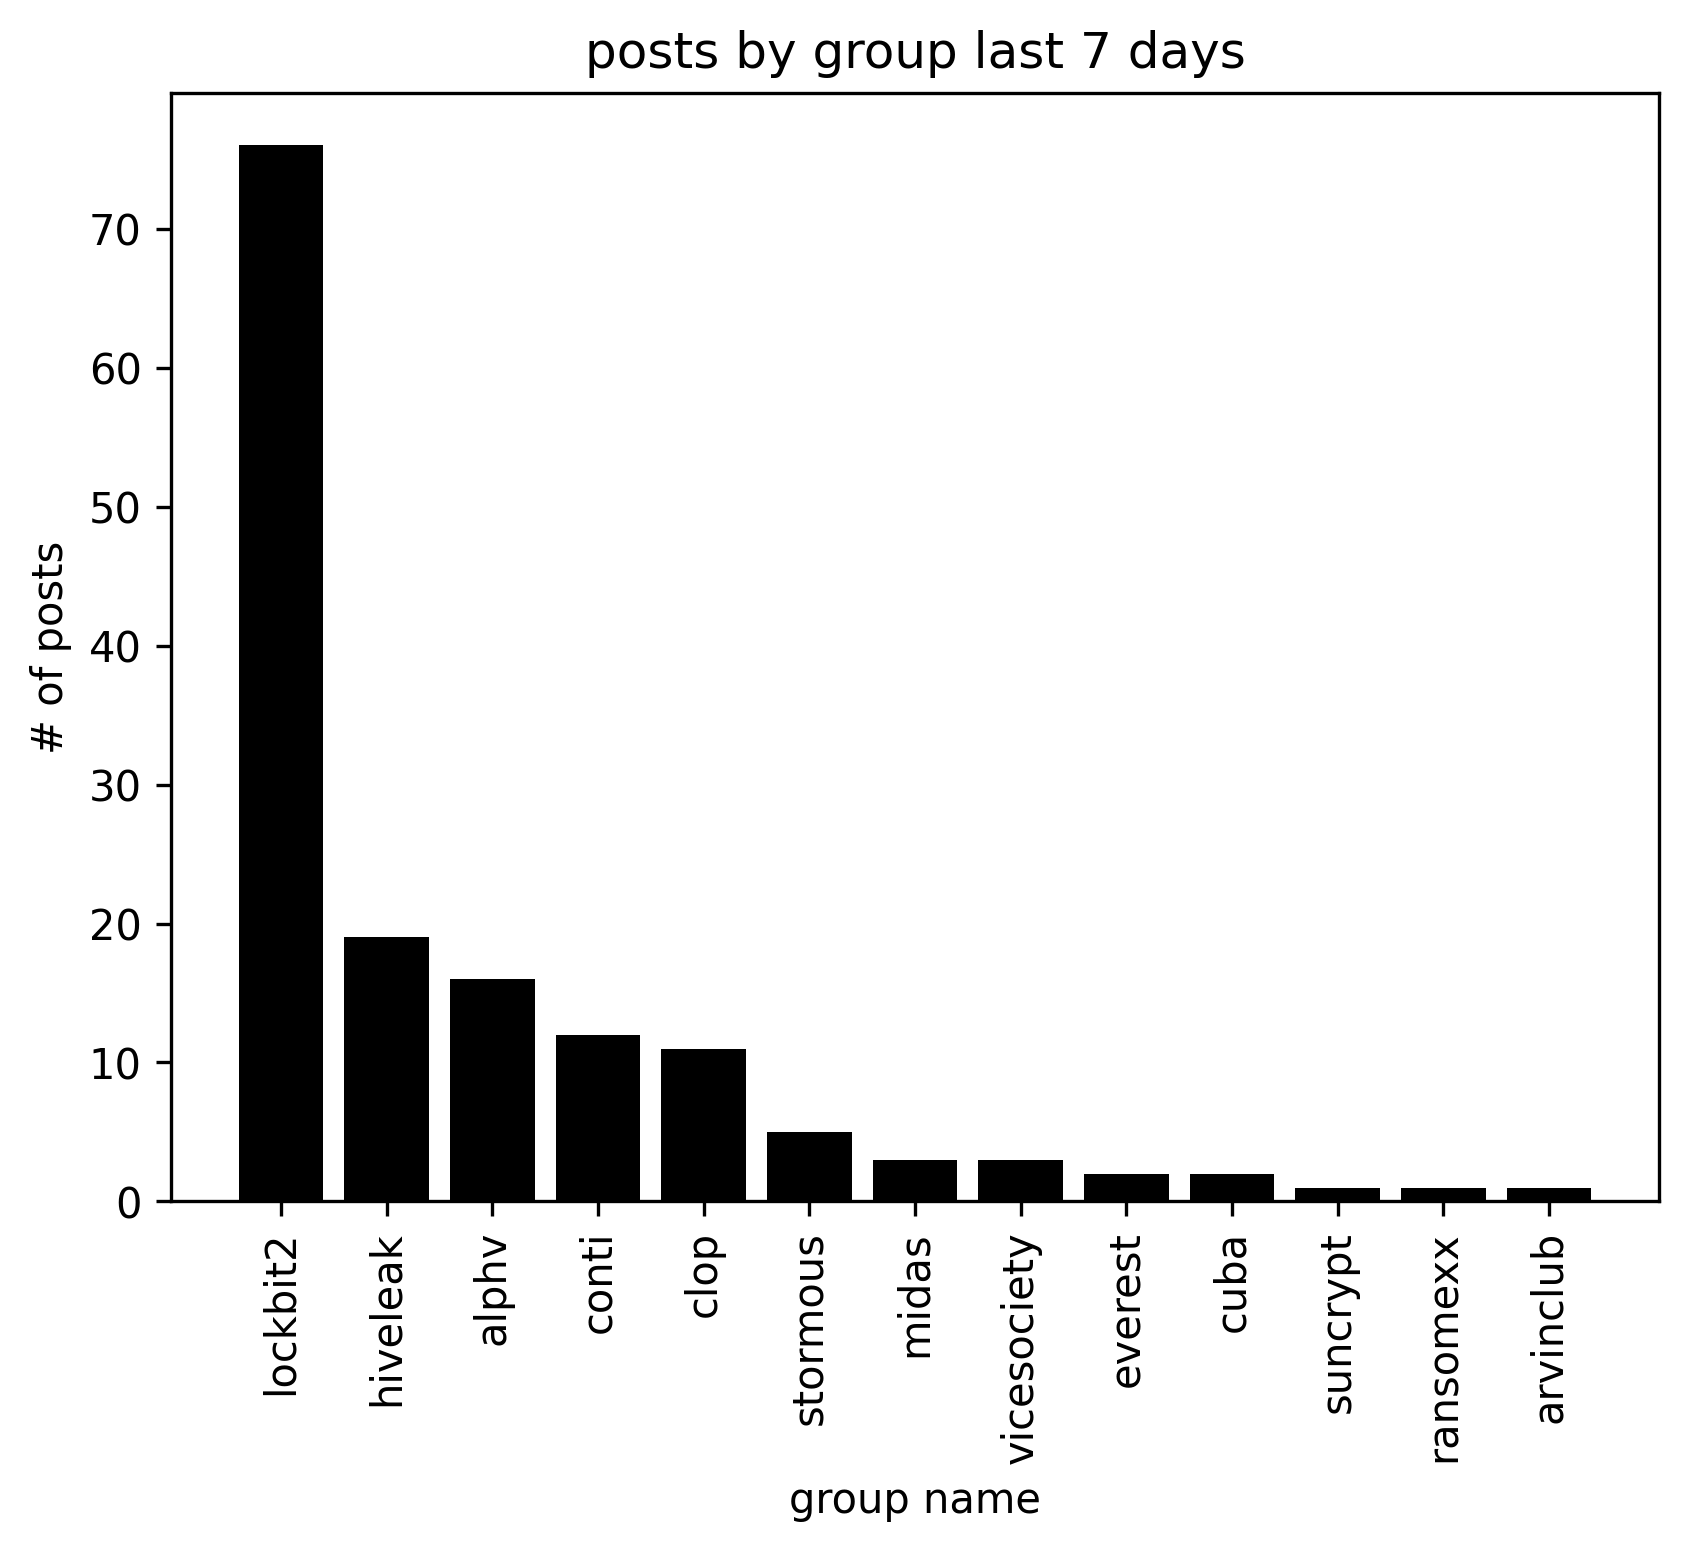 posts by group last 7 days
70
60
50
40
30
20
10
0
# of posts
lockbit2
hiveleak
alphv
conti
clop
stormous
midas
vicesociety
everest
cuba
suncrypt
ransomexx
arvinclub
group name